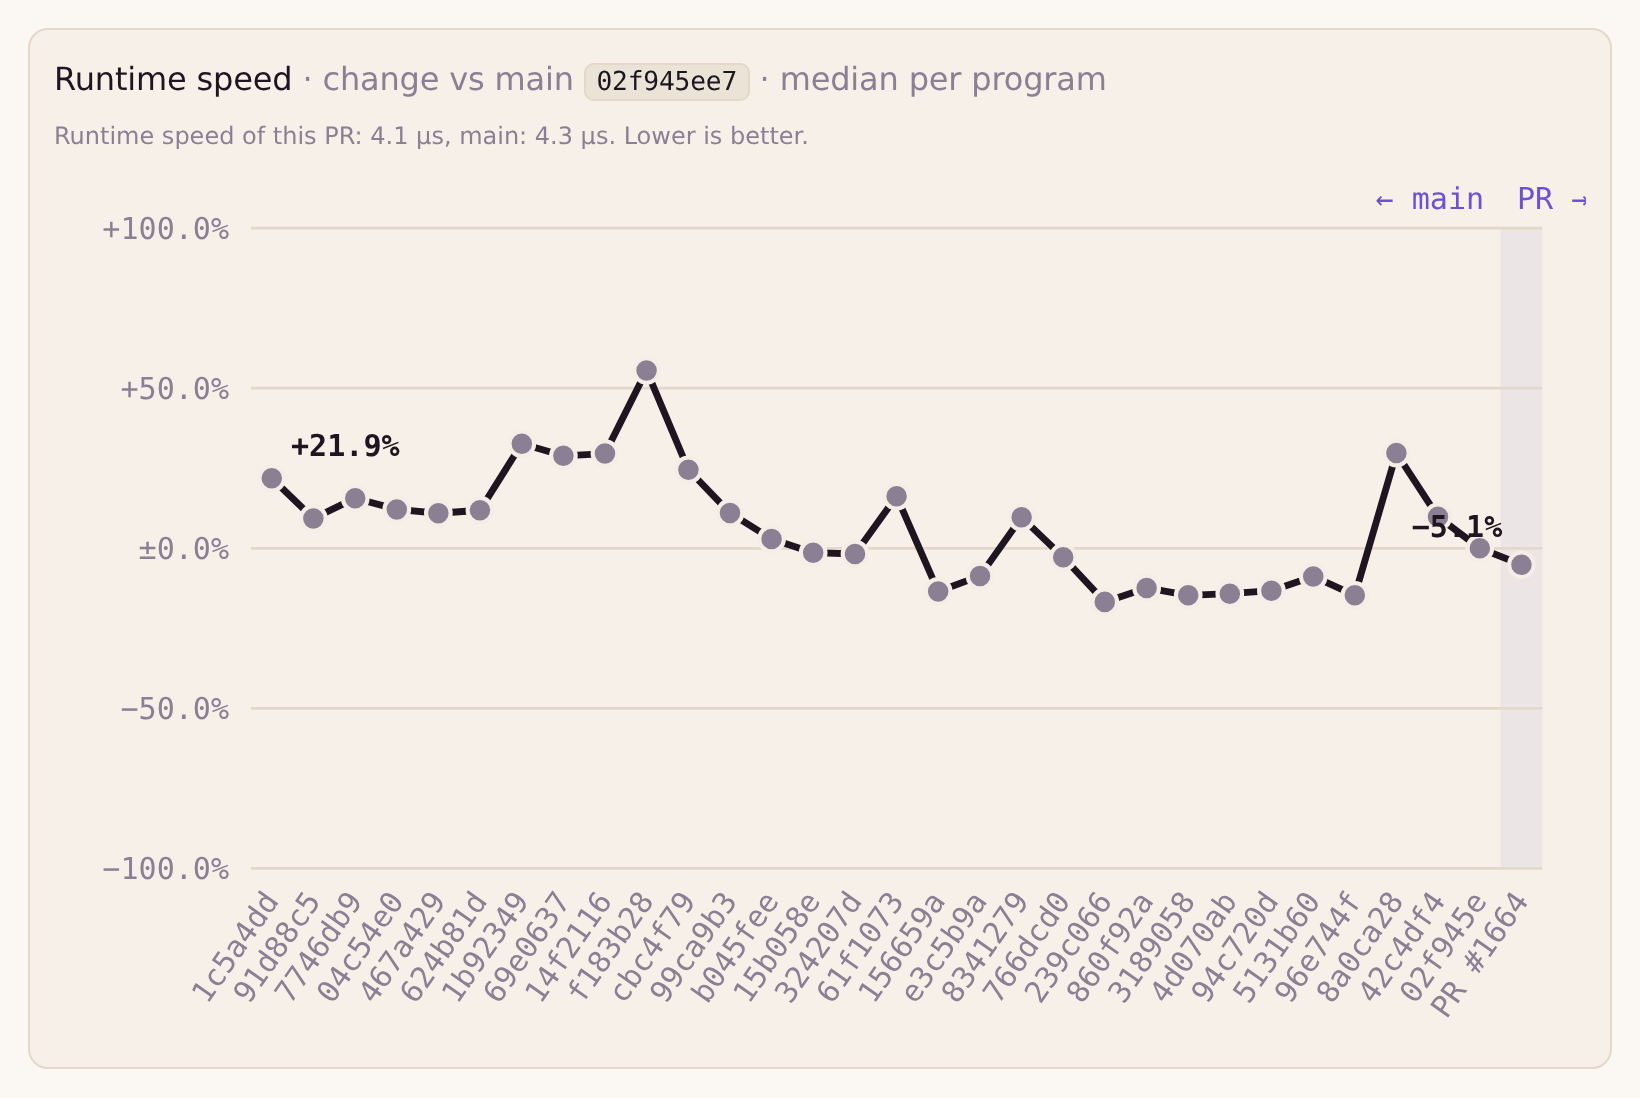 Runtime speed · change vs main 02f945ee7 · median per program
Runtime speed of this PR: 4.1 µs, main: 4.3 µs. Lower is better.
← main PR →
+100.0%
+50.0%
±0.0%
−50.0%
−100.0%
+21.9%
−5.1%
1c5a4dd
91d88c5
7746db9
04c54e0
467a429
624b81d
1b92349
69e0637
14f2116
f183b28
cbc4f79
99ca9b3
b045fee
15b058e
324207d
61f1073
156659a
e3c5b9a
8341279
766dcd0
239c066
860f92a
3189058
4d070ab
94c720d
5131b60
96e744f
8a0ca28
42c4df4
02f945e
PR #1664